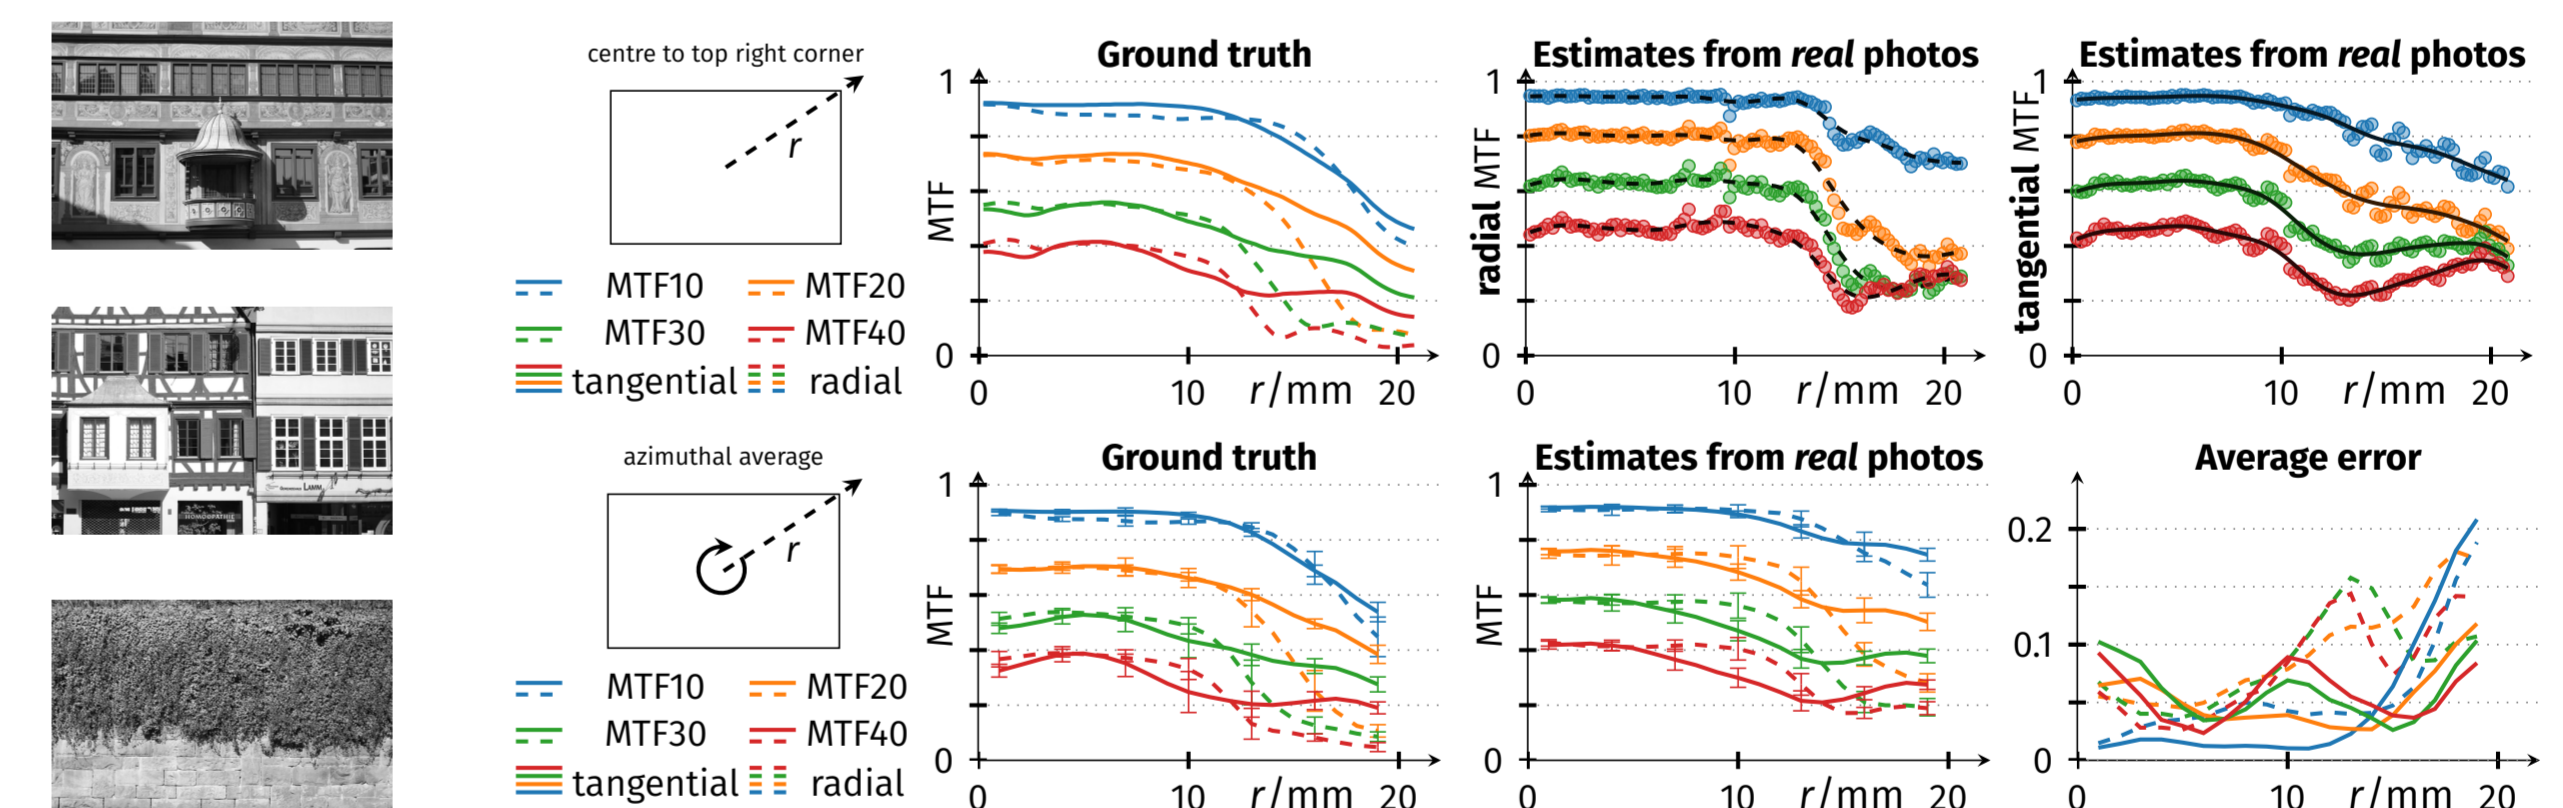 centre to top right corner
r
MTF10 MTF20
MTF30 MTF40
tangential radial
Ground truth
MTF
1
0
0 10 r/mm 20
Estimates from real photos
radial MTF
1
0
0 10 r/mm 20
Estimates from real photos
tangential MTF
1
0
0 10 r/mm 20
LAMM
HOMÖOPATHIE
azimuthal average
r
MTF10 MTF20
MTF30 MTF40
tangential radial
Ground truth
MTF
1
0
0 10 r/mm 20
Estimates from real photos
MTF
1
0
0 10 r/mm 20
Average error
0.2
0.1
0
0 10 r/mm 20